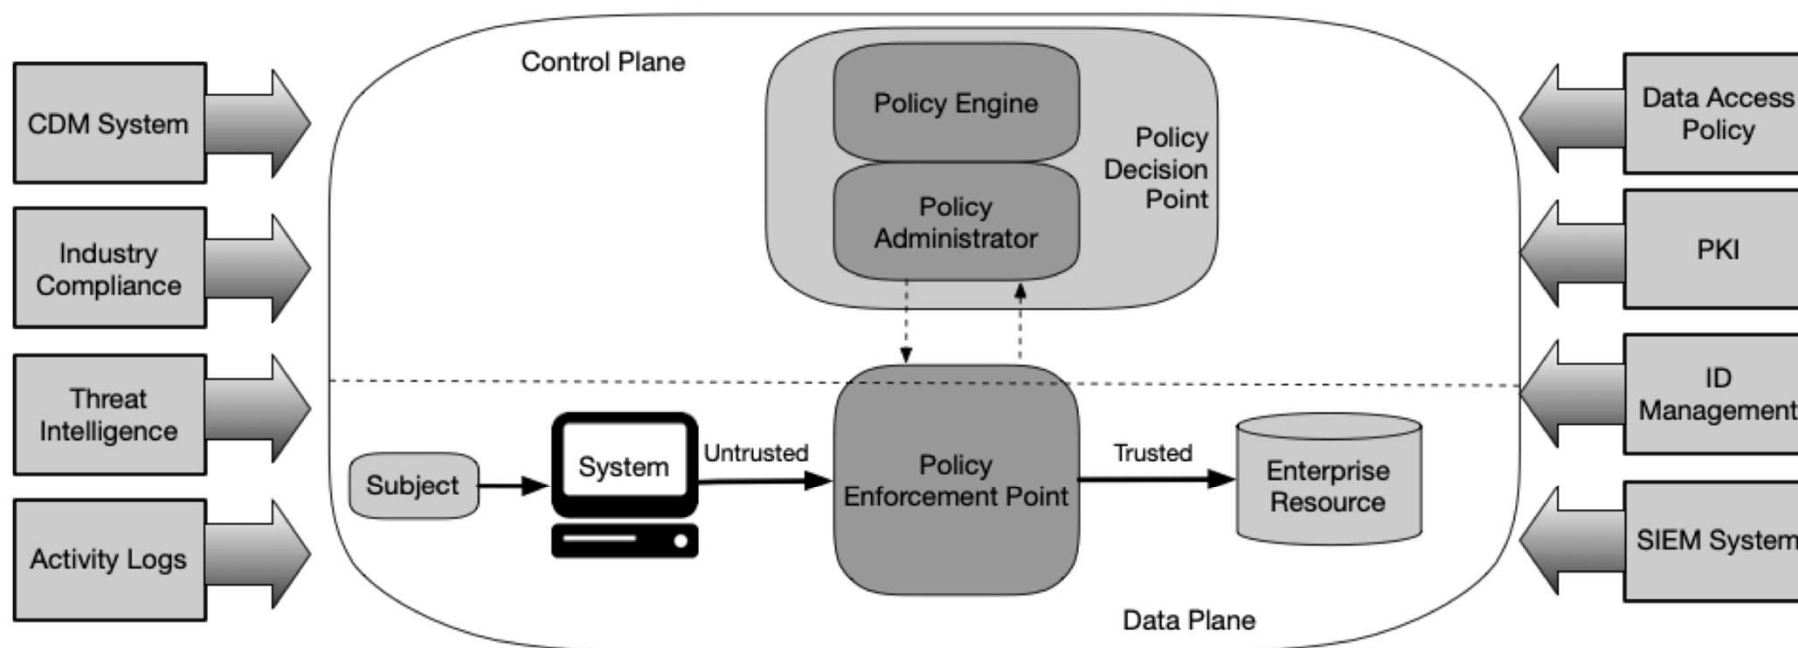 Control Plane
Policy Engine
Policy
Decision
Point
Policy
Administrator
CDM System
Industry
Compliance
Threat
Intelligence
Activity Logs
Data Access
Policy
PKI
ID
Management
SIEM System
Subject
System
Untrusted
Policy
Enforcement Point
Trusted
Enterprise
Resource
Data Plane